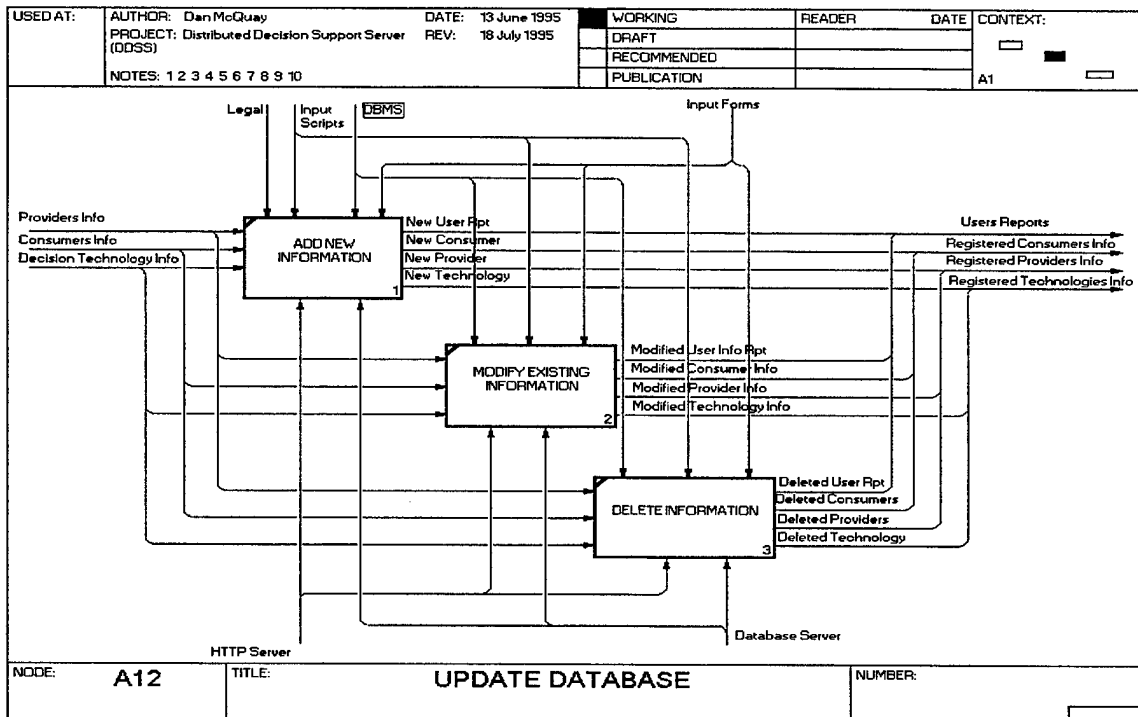 USED AT:
AUTHOR: Dan McQuay
DATE: 13 June 1995
WORKING
READER
DATE
CONTEXT:
PROJECT: Distributed Decision Support Server
REV: 18 July 1995
(DDSS)
DRAFT
RECOMMENDED
NOTES: 1 2 3 4 5 6 7 8 9 10
PUBLICATION
A1
Legal
Input
Scripts
DBMS
Input Forms
Providers Info
Consumers Info
Decision Technology Info
ADD NEW
INFORMATION
1
New User Rpt
New Consumer
New Provider
New Technology
Users Reports
Registered Consumers Info
Registered Providers Info
Registered Technologies Info
MODIFY EXISTING
INFORMATION
2
Modified User Info Rpt
Modified Consumer Info
Modified Provider Info
Modified Technology Info
DELETE INFORMATION
3
Deleted User Rpt
Deleted Consumers
Deleted Providers
Deleted Technology
HTTP Server
Database Server
NODE:
A12
TITLE:
UPDATE DATABASE
NUMBER: